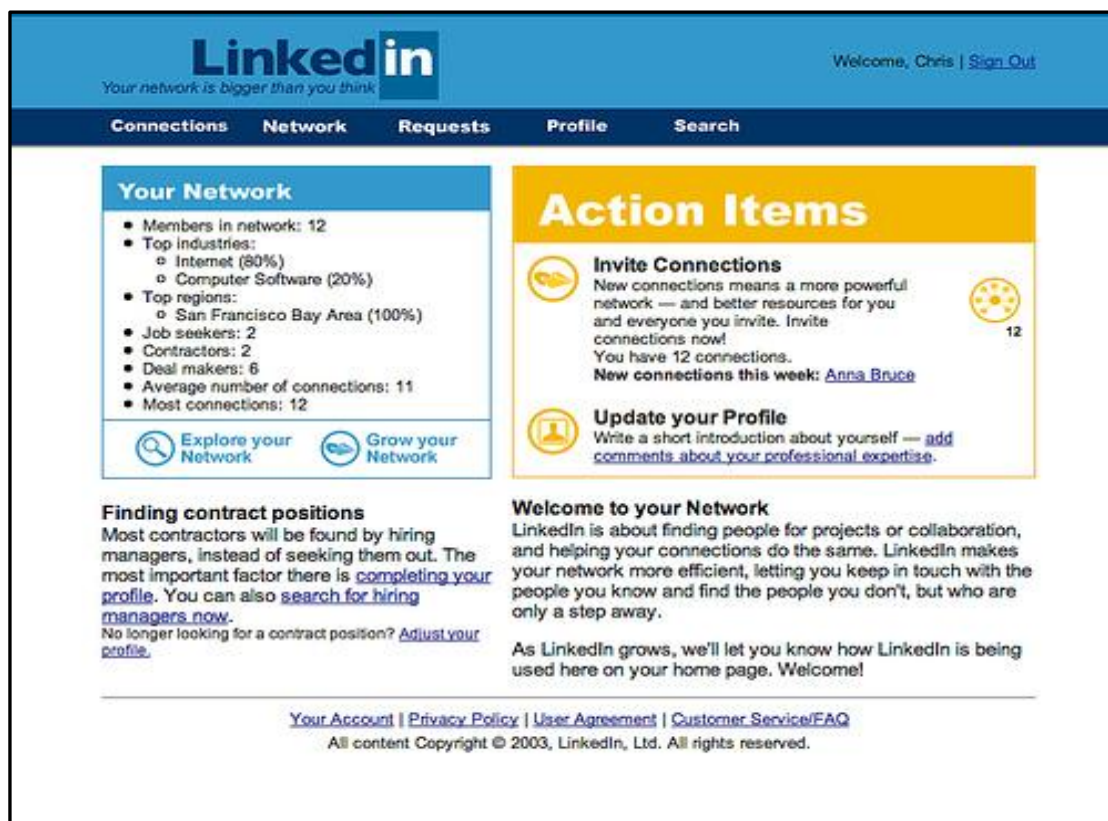 Linkedin
Your network is bigger than you think
Welcome, Chris | Sign Out
Connections Network Requests Profile Search
Your Network
• Members in network: 12
• Top industries:
o Internet (80%)
o Computer Software (20%)
• Top regions:
o San Francisco Bay Area (100%)
• Job seekers: 2
• Contractors: 2
• Deal makers: 6
• Average number of connections: 11
• Most connections: 12
Explore your
Network
Grow your
Network
Action Items
Invite Connections
New connections means a more powerful
network — and better resources for you
and everyone you invite. Invite
connections now!
You have 12 connections.
New connections this week: Anna Bruce
12
Update your Profile
Write a short introduction about yourself — add
comments about your professional expertise.
Finding contract positions
Most contractors will be found by hiring
managers, instead of seeking them out. The
most important factor there is completing your
profile. You can also search for hiring
managers now.
No longer looking for a contract position? Adjust your
profile.
Welcome to your Network
LinkedIn is about finding people for projects or collaboration,
and helping your connections do the same. LinkedIn makes
your network more efficient, letting you keep in touch with the
people you know and find the people you don't, but who are
only a step away.
As LinkedIn grows, we'll let you know how LinkedIn is being
used here on your home page. Welcome!
Your Account | Privacy Policy | User Agreement | Customer Service/FAQ
All content Copyright © 2003, LinkedIn, Ltd. All rights reserved.